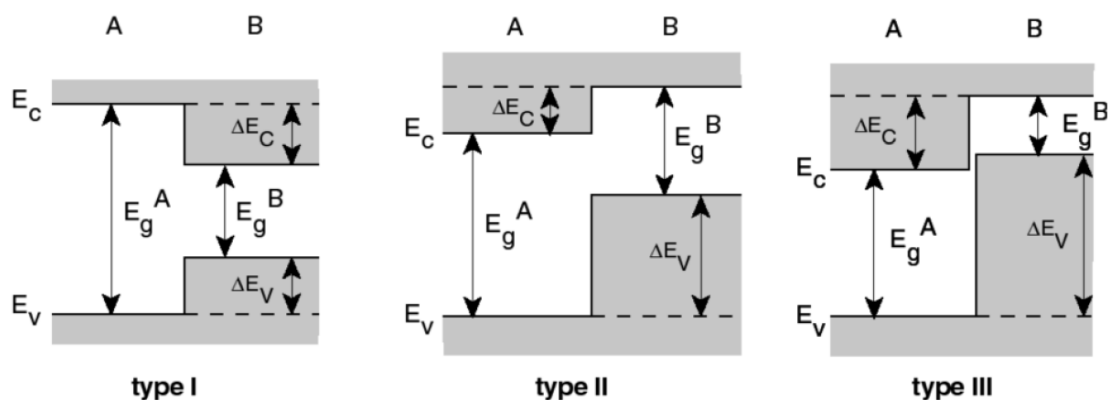 A B
E_c
ΔE_C
E_g^A
E_g^B
ΔE_V
E_v
type I
A B
ΔE_C
E_c
E_g^B
E_g^A
ΔE_V
E_v
type II
A B
ΔE_C
E_g^B
E_c
E_g^A
ΔE_V
E_v
type III